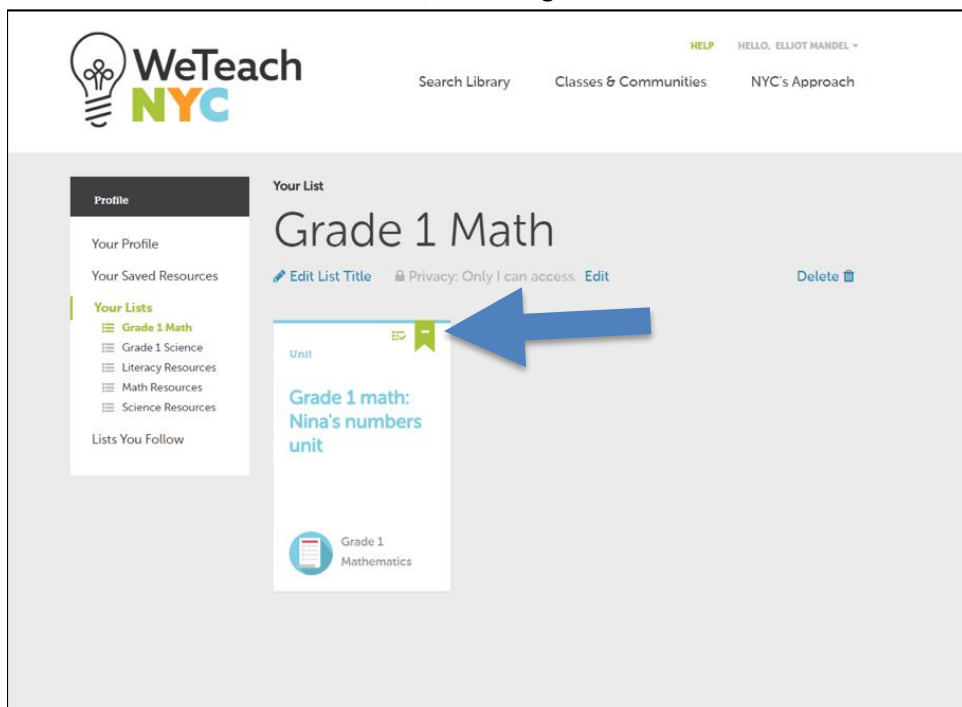 WeTeach
NYC
HELP
HELLO, ELLIOT MANDEL
Search Library
Classes & Communities
NYC's Approach
Profile
Your Profile
Your Saved Resources
Your Lists
Grade 1 Math
Grade 1 Science
Literacy Resources
Math Resources
Science Resources
Lists You Follow
Your List
Grade 1 Math
Edit List Title
Privacy: Only I can access. Edit
Delete
Unit
Grade 1 math:
Nina's numbers
unit
Grade 1
Mathematics